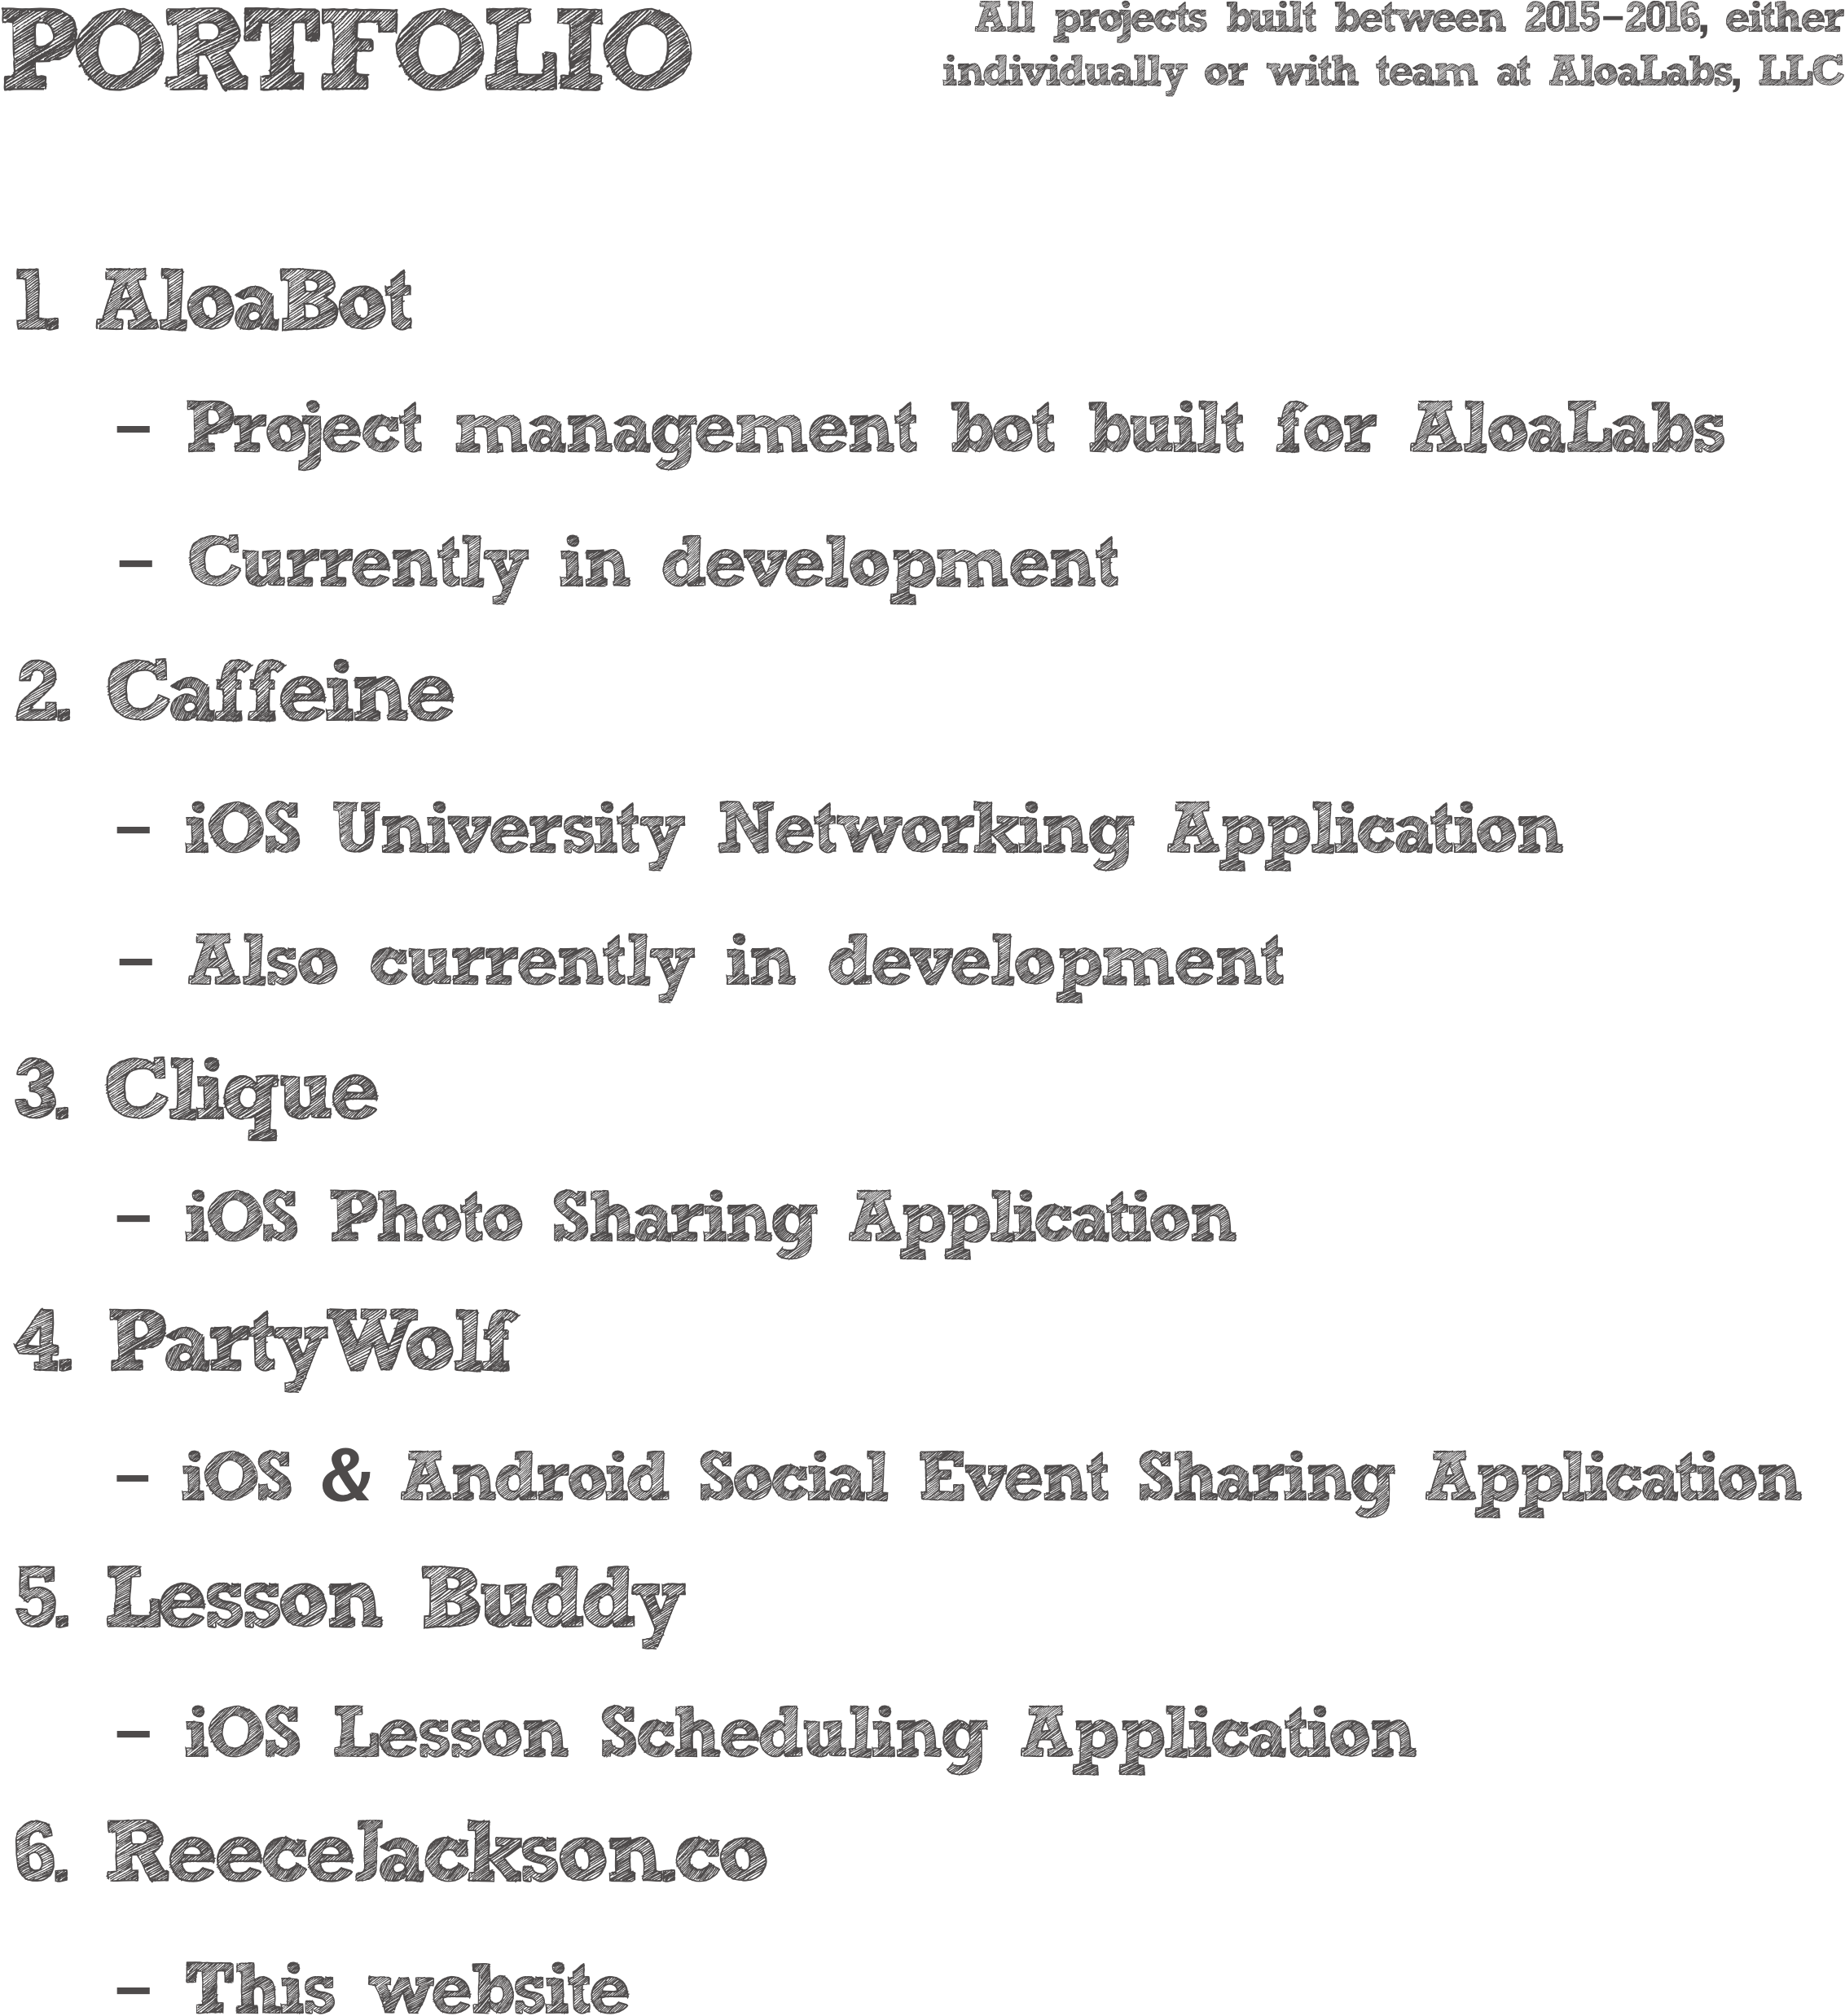 PORTFOLIO
All projects built between 2015-2016, either
individually or with team at AloaLabs, LLC
1. AloaBot
- Project management bot built for AloaLabs
- Currently in development
2. Caffeine
- iOS University Networking Application
- Also currently in development
3. Clique
- iOS Photo Sharing Application
4. PartyWolf
- iOS & Android Social Event Sharing Application
5. Lesson Buddy
- iOS Lesson Scheduling Application
6. ReeceJackson.co
- This website